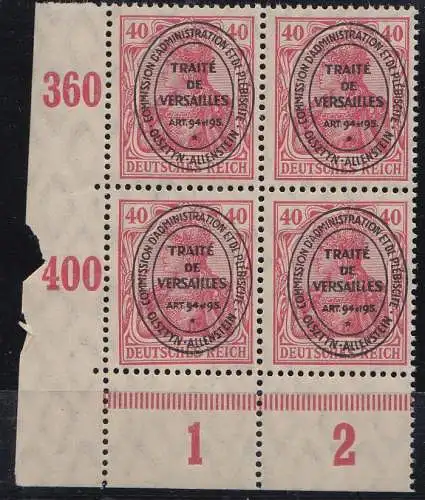 360
40 40 40 40
COMMISSION D'ADMINISTRATION ET DE PLÉBISCITE · OLSZTYN-ALLENSTEIN · COMMISSION D'ADMINISTRATION ET DE PLÉBISCITE · OLSZTYN-ALLENSTEIN ·
TRAITÉ TRAITÉ
DE DE
VERSAILLES VERSAILLES
ART. 94 et 95. ART. 94 et 95.
DEUTSCHES REICH DEUTSCHES REICH
400
40 40 40 40
COMMISSION D'ADMINISTRATION ET DE PLÉBISCITE · OLSZTYN-ALLENSTEIN · COMMISSION D'ADMINISTRATION ET DE PLÉBISCITE · OLSZTYN-ALLENSTEIN ·
TRAITÉ TRAITÉ
DE DE
VERSAILLES VERSAILLES
ART. 94 et 95. ART. 94 et 95.
DEUTSCHES REICH DEUTSCHES REICH
1 2